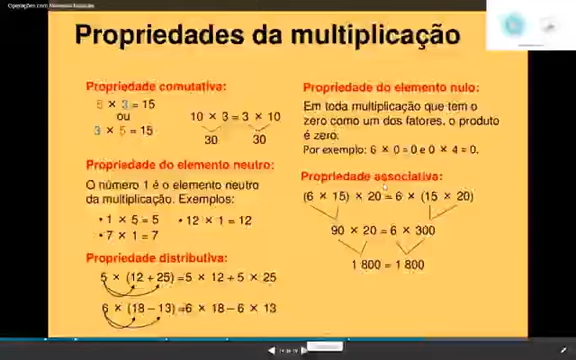 Operações com Números Naturais
Propriedades da multiplicação
Propriedade comutativa:
5 × 3 = 15
ou
3 × 5 = 15
10 × 3 = 3 × 10
30 30
Propriedade do elemento neutro:
O número 1 é o elemento neutro
da multiplicação. Exemplos:
• 1 × 5 = 5 • 12 × 1 = 12
• 7 × 1 = 7
Propriedade distributiva:
5 × (12 + 25) = 5 × 12 + 5 × 25
6 × (18 – 13) = 6 × 18 – 6 × 13
Propriedade do elemento nulo:
Em toda multiplicação que tem o
zero como um dos fatores, o produto
é zero.
Por exemplo: 6 × 0 = 0 e 0 × 4 = 0.
Propriedade associativa:
(6 × 15) × 20 = 6 × (15 × 20)
90 × 20 = 6 × 300
1 800 = 1 800